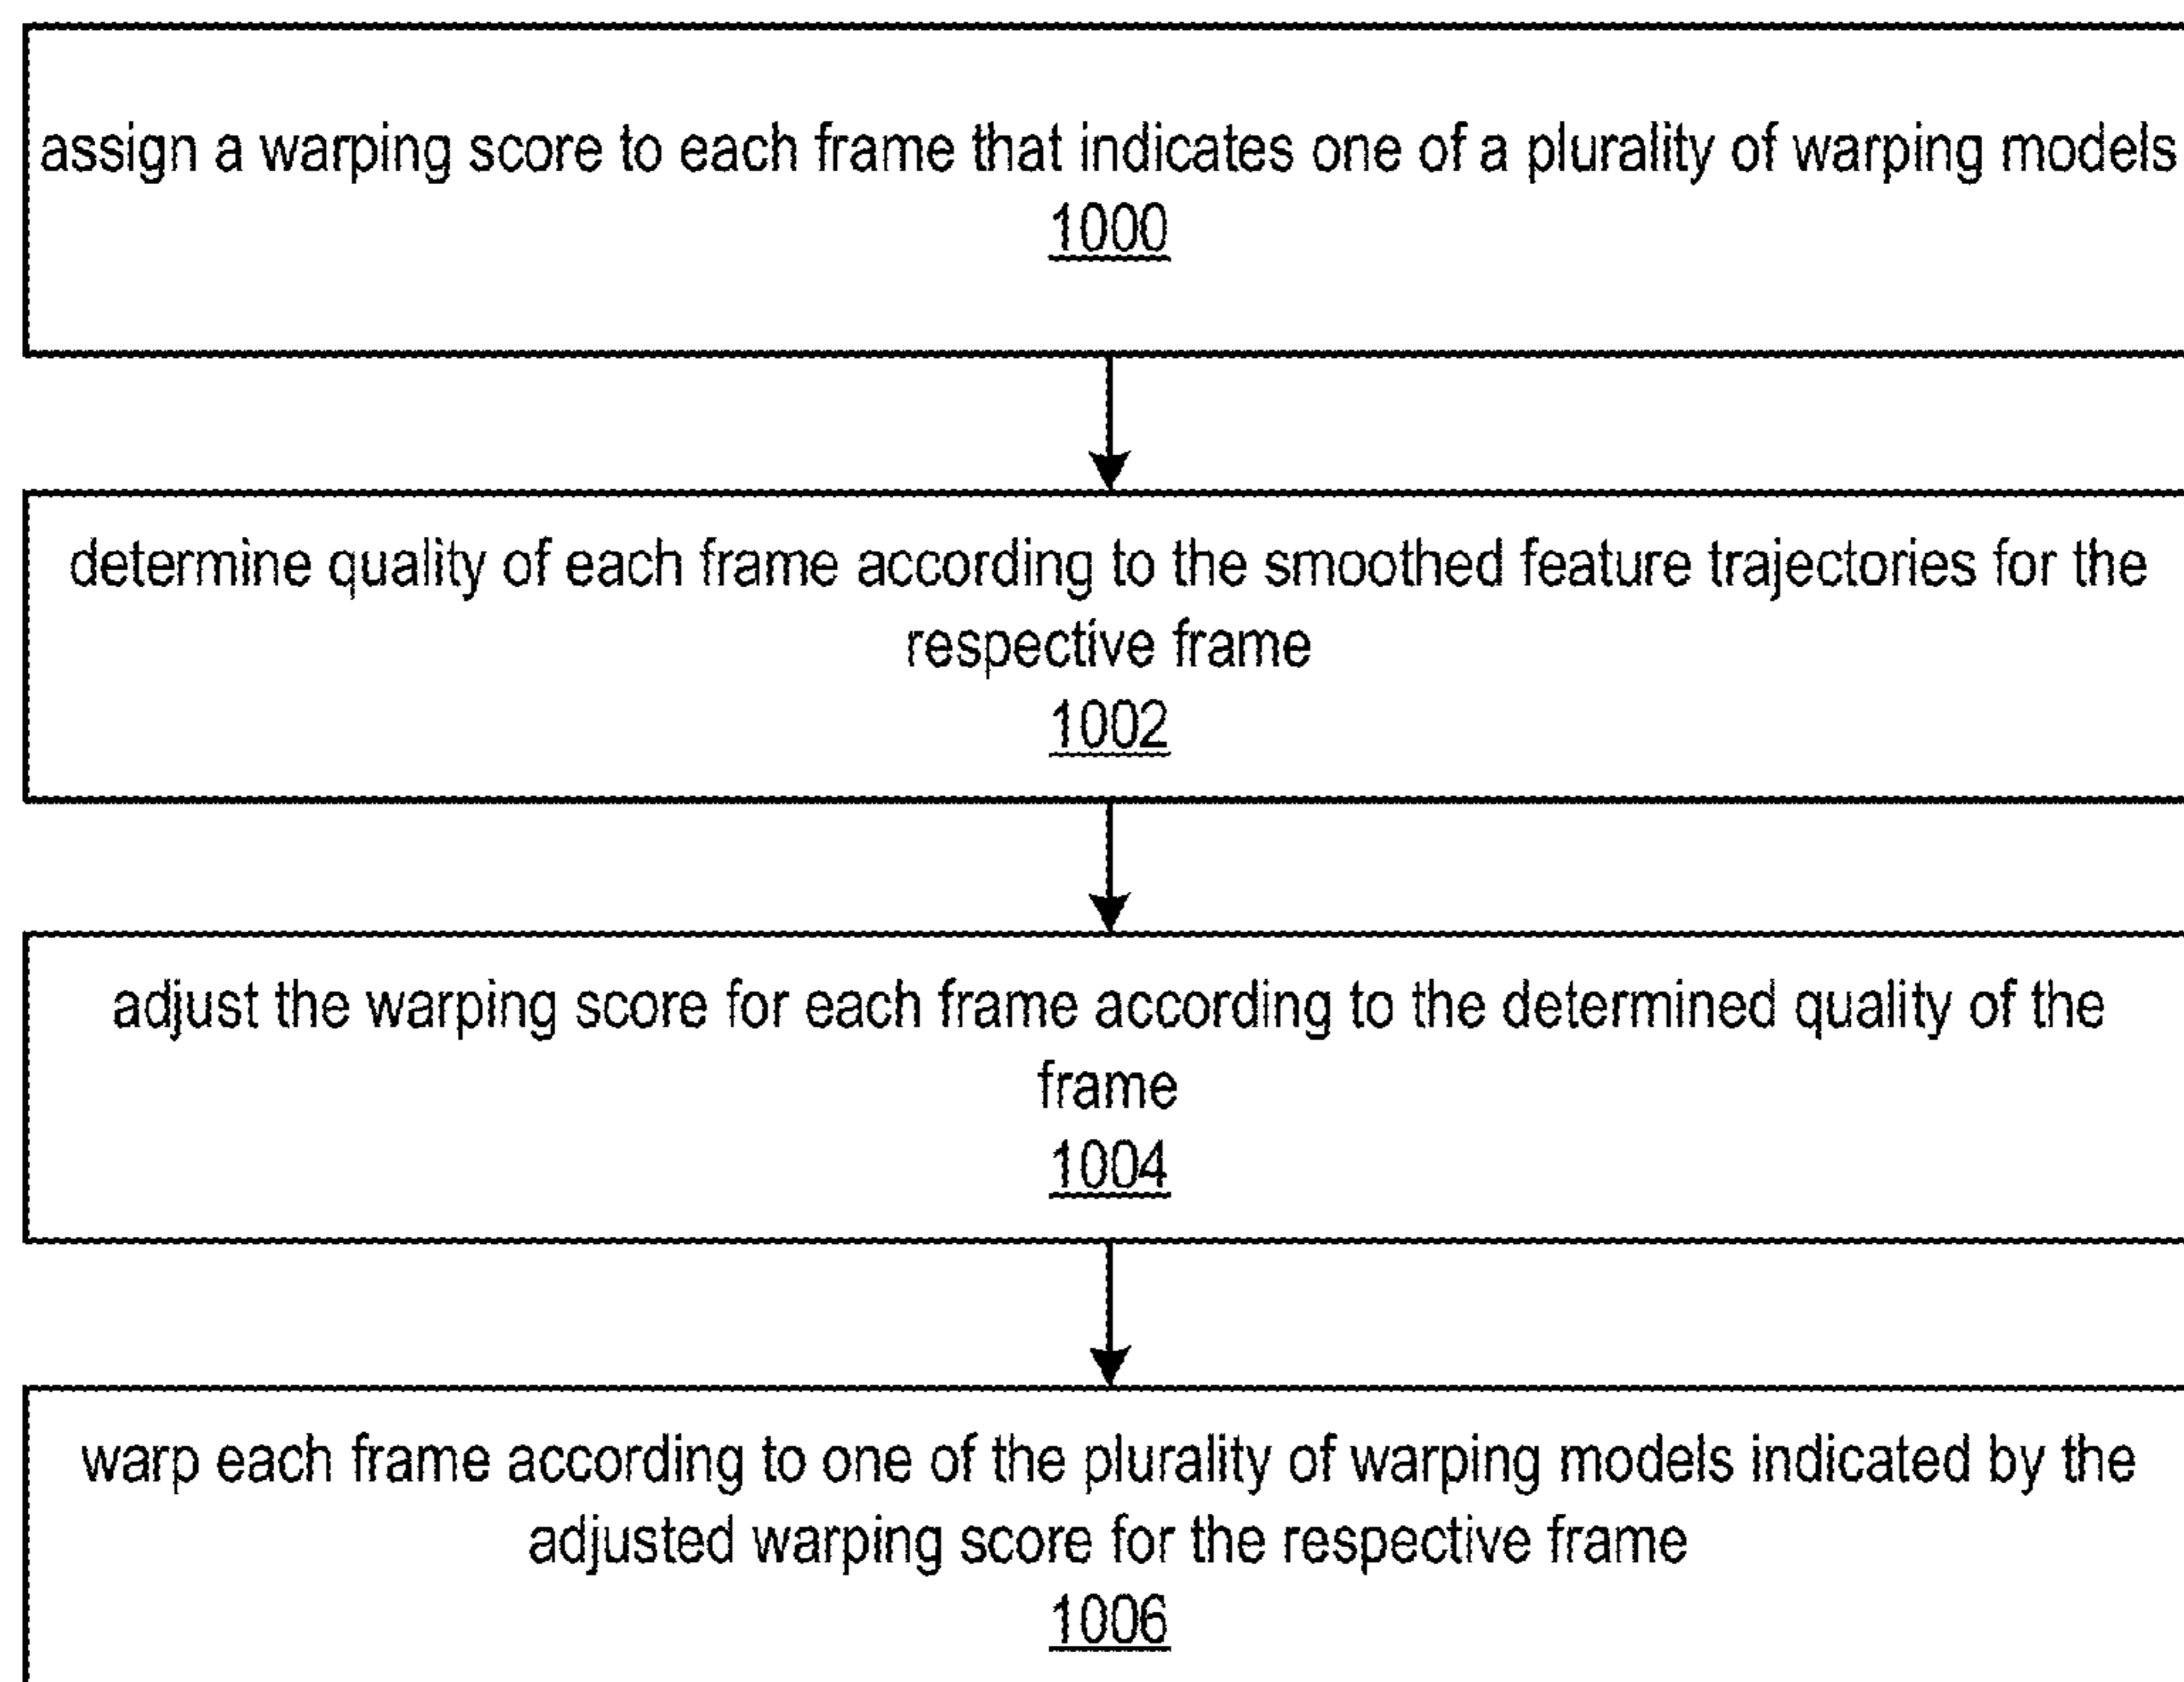 assign a warping score to each frame that indicates one of a plurality of warping models
1000
determine quality of each frame according to the smoothed feature trajectories for the
respective frame
1002
adjust the warping score for each frame according to the determined quality of the
frame
1004
warp each frame according to one of the plurality of warping models indicated by the
adjusted warping score for the respective frame
1006